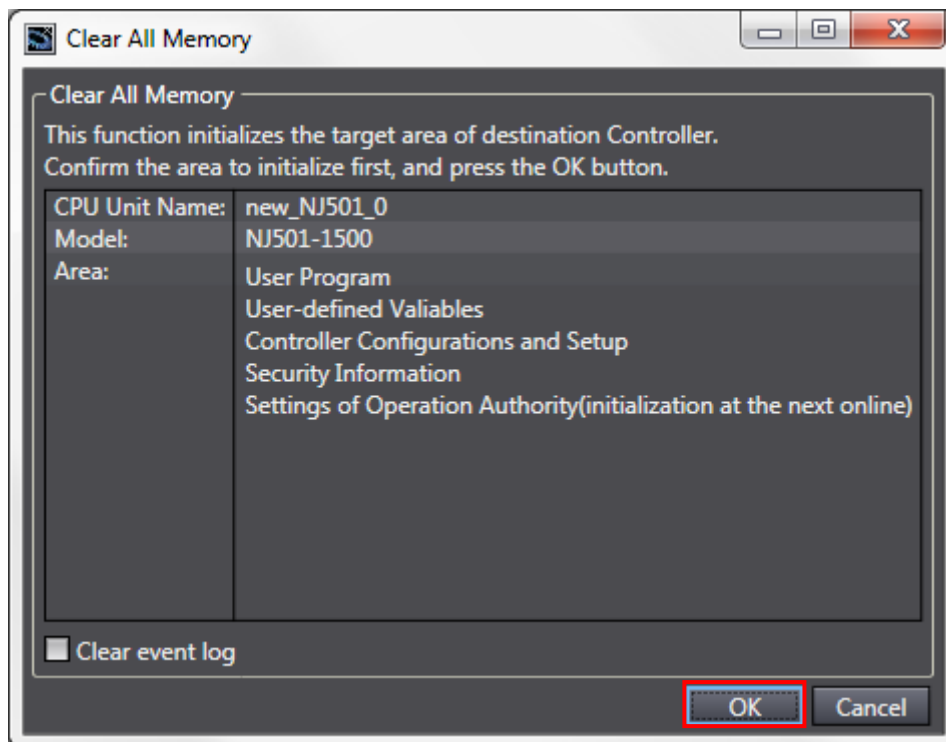 Clear All Memory
Clear All Memory
This function initializes the target area of destination Controller.
Confirm the area to initialize first, and press the OK button.
CPU Unit Name: new_NJ501_0
Model: NJ501-1500
Area: User Program
User-defined Valiables
Controller Configurations and Setup
Security Information
Settings of Operation Authority(initialization at the next online)
Clear event log
OK Cancel